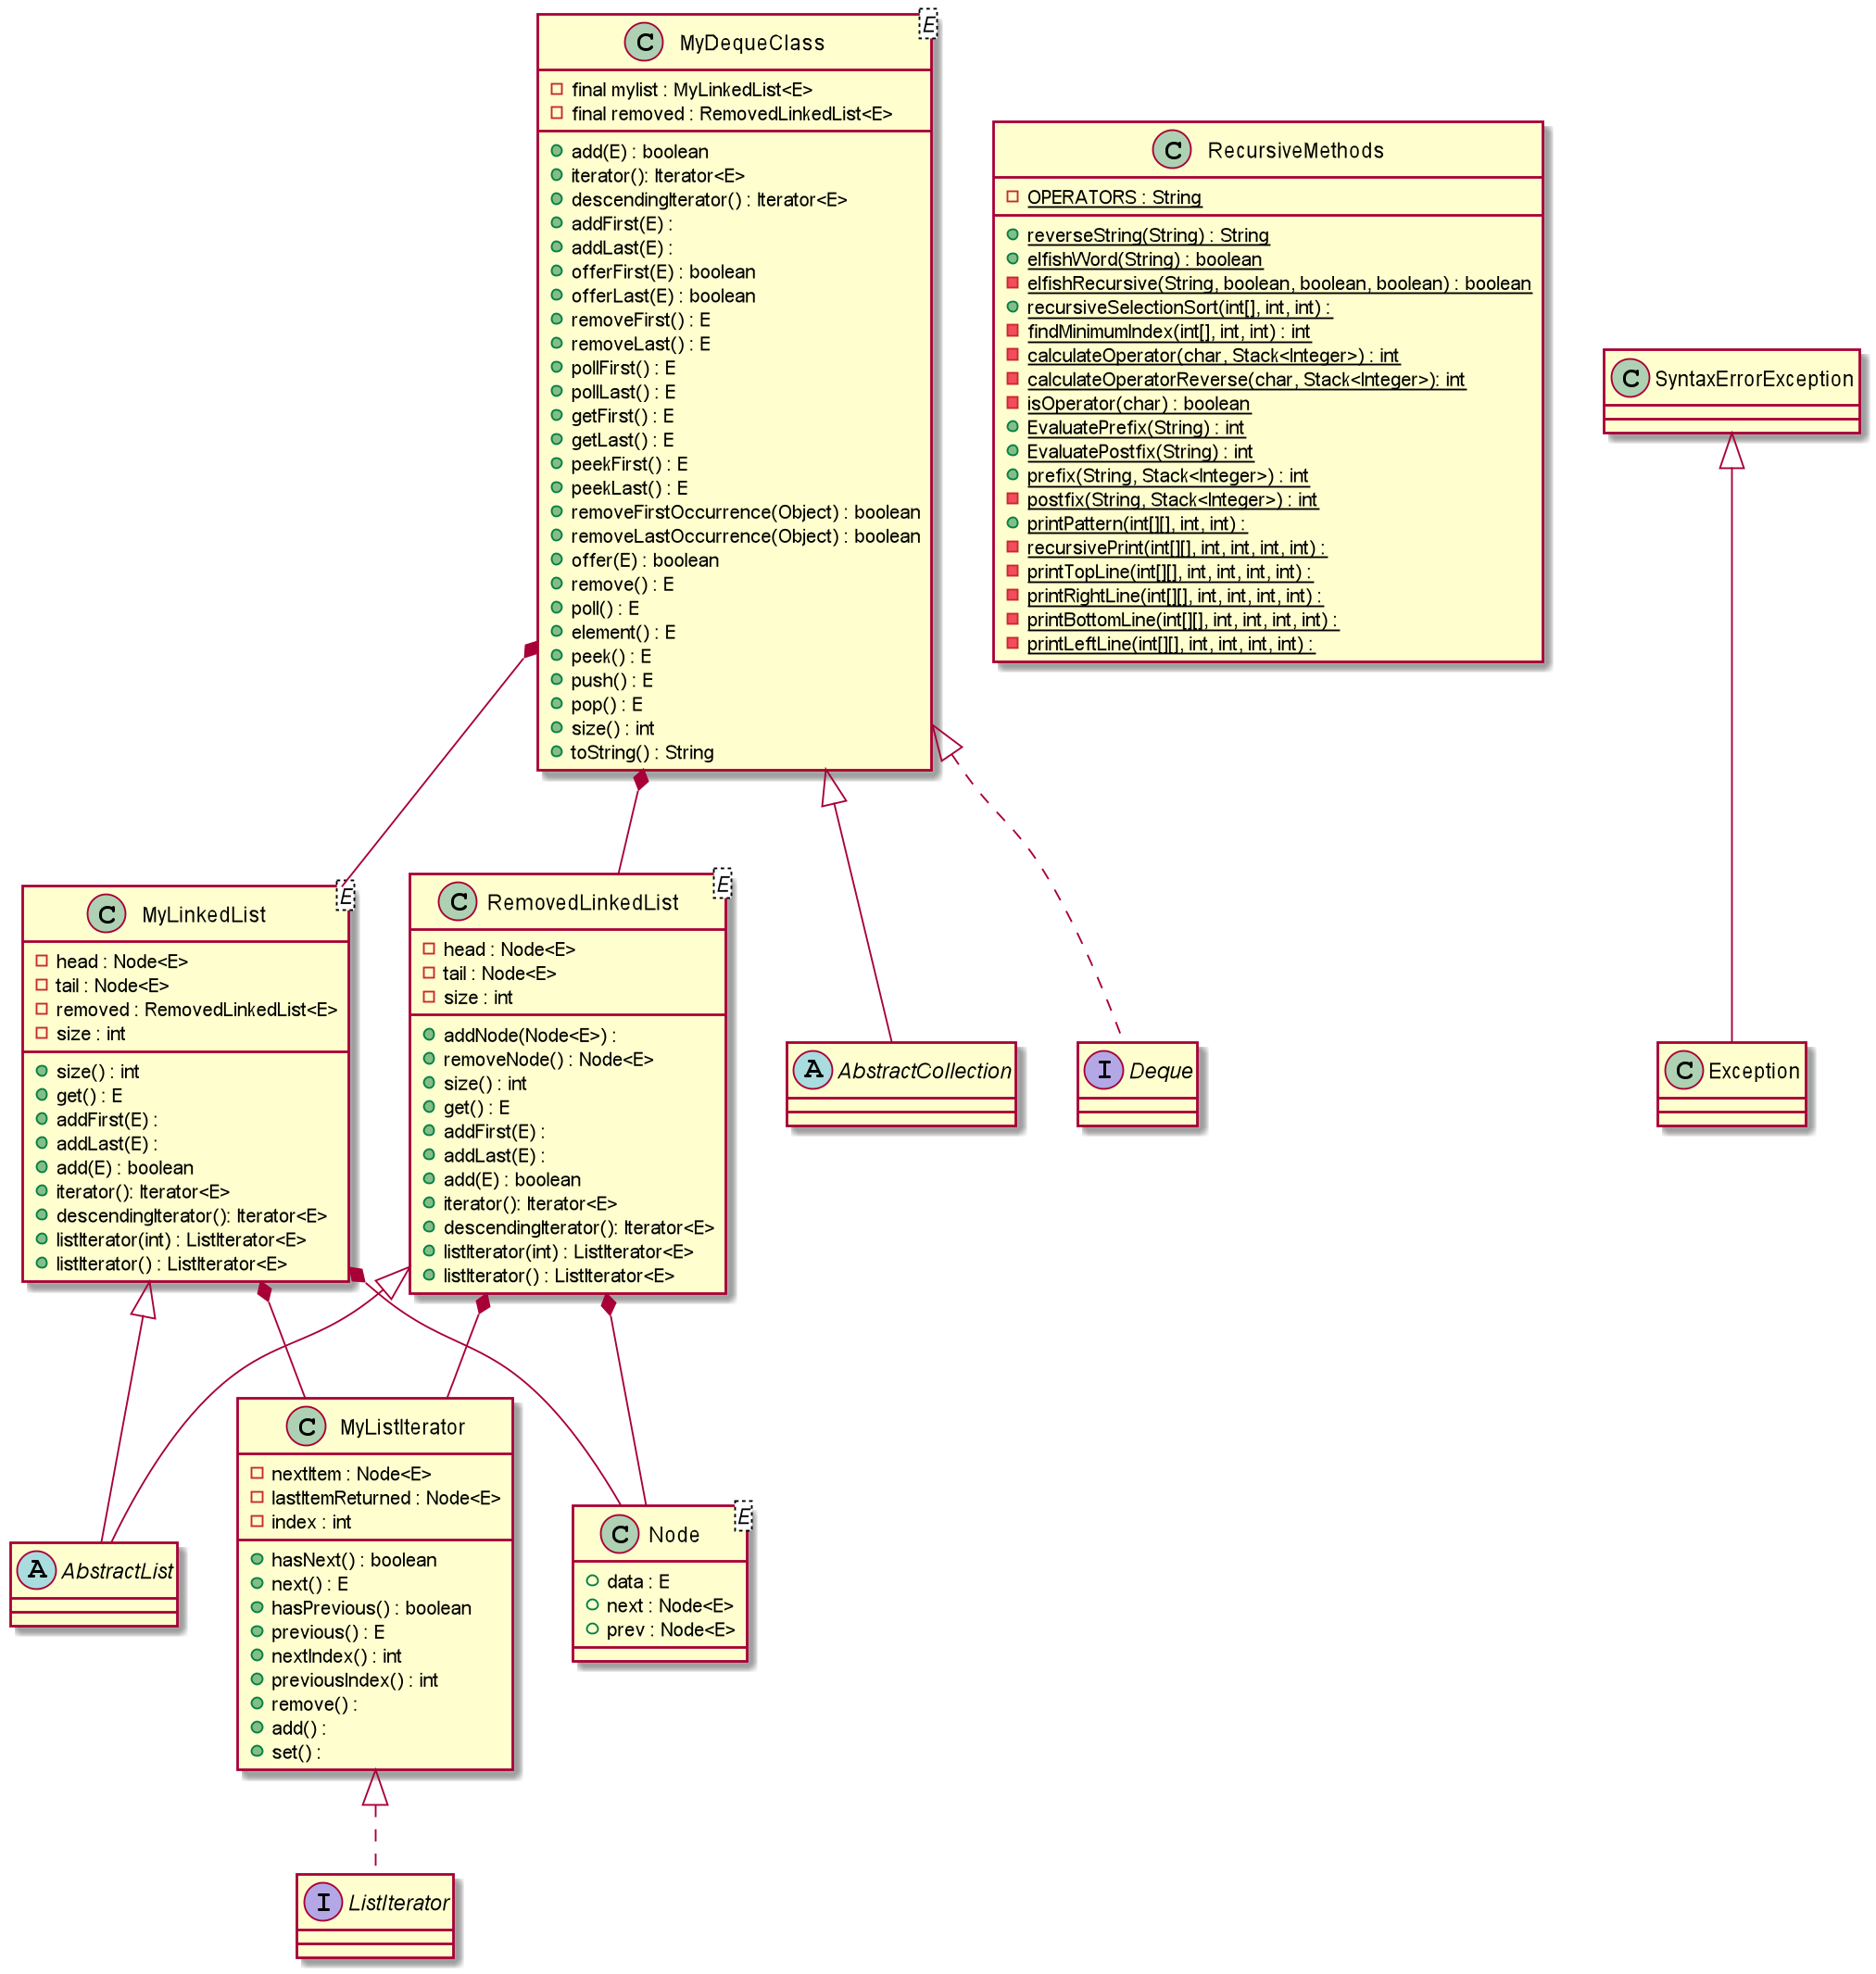 C MyDequeClass E
final mylist : MyLinkedList<E>
final removed : RemovedLinkedList<E>
add(E) : boolean
iterator(): Iterator<E>
descendingIterator() : Iterator<E>
addFirst(E) :
addLast(E) :
offerFirst(E) : boolean
offerLast(E) : boolean
removeFirst() : E
removeLast() : E
pollFirst() : E
pollLast() : E
getFirst() : E
getLast() : E
peekFirst() : E
peekLast() : E
removeFirstOccurrence(Object) : boolean
removeLastOccurrence(Object) : boolean
offer(E) : boolean
remove() : E
poll() : E
element() : E
peek() : E
push() : E
pop() : E
size() : int
toString() : String
C RecursiveMethods
OPERATORS : String
reverseString(String) : String
elfishWord(String) : boolean
elfishRecursive(String, boolean, boolean, boolean) : boolean
recursiveSelectionSort(int[], int, int) :
findMinimumIndex(int[], int, int) : int
calculateOperator(char, Stack<Integer>) : int
calculateOperatorReverse(char, Stack<Integer>): int
isOperator(char) : boolean
EvaluatePrefix(String) : int
EvaluatePostfix(String) : int
prefix(String, Stack<Integer>) : int
postfix(String, Stack<Integer>) : int
printPattern(int[][], int, int) :
recursivePrint(int[][], int, int, int, int) :
printTopLine(int[][], int, int, int, int) :
printRightLine(int[][], int, int, int, int) :
printBottomLine(int[][], int, int, int, int) :
printLeftLine(int[][], int, int, int, int) :
C SyntaxErrorException
C MyLinkedList E
head : Node<E>
tail : Node<E>
removed : RemovedLinkedList<E>
size : int
size() : int
get() : E
addFirst(E) :
addLast(E) :
add(E) : boolean
iterator(): Iterator<E>
descendingIterator(): Iterator<E>
listIterator(int) : ListIterator<E>
listIterator() : ListIterator<E>
C RemovedLinkedList E
head : Node<E>
tail : Node<E>
size : int
addNode(Node<E>) :
removeNode() : Node<E>
size() : int
get() : E
addFirst(E) :
addLast(E) :
add(E) : boolean
iterator(): Iterator<E>
descendingIterator(): Iterator<E>
listIterator(int) : ListIterator<E>
listIterator() : ListIterator<E>
A AbstractCollection
I Deque
C Exception
A AbstractList
C MyListIterator
nextItem : Node<E>
lastItemReturned : Node<E>
index : int
hasNext() : boolean
next() : E
hasPrevious() : boolean
previous() : E
nextIndex() : int
previousIndex() : int
remove() :
add() :
set() :
C Node E
data : E
next : Node<E>
prev : Node<E>
I ListIterator